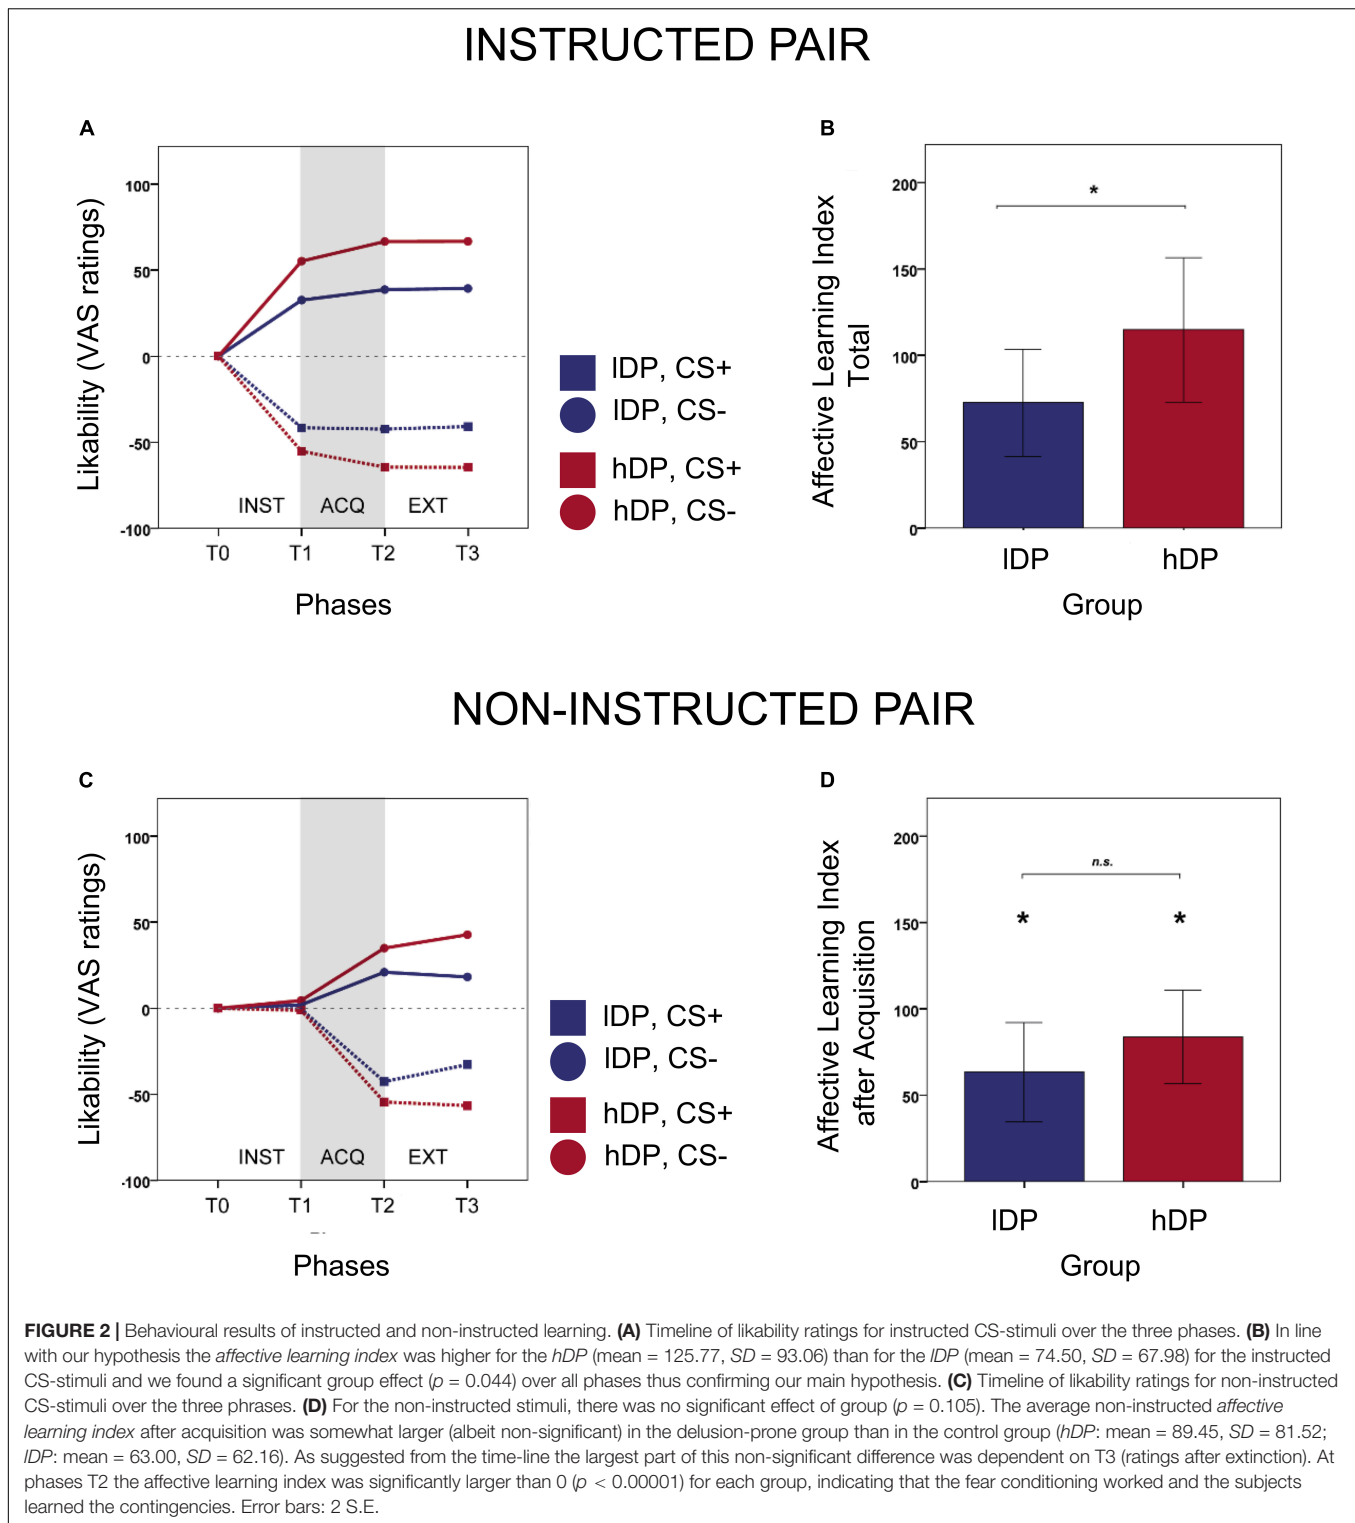 INSTRUCTED PAIR
A
Likability (VAS ratings)
100
50
0
-50
-100
INST ACQ EXT
T0 T1 T2 T3
Phases
lDP, CS+
lDP, CS-
hDP, CS+
hDP, CS-
B
Affective Learning Index
Total
200
150
100
50
0
*
lDP hDP
Group
NON-INSTRUCTED PAIR
C
Likability (VAS ratings)
100
50
0
-50
-100
INST ACQ EXT
T0 T1 T2 T3
Phases
lDP, CS+
lDP, CS-
hDP, CS+
hDP, CS-
D
Affective Learning Index
after Acquisition
200
150
100
50
0
n.s.
* *
lDP hDP
Group
FIGURE 2 | Behavioural results of instructed and non-instructed learning. (A) Timeline of likability ratings for instructed CS-stimuli over the three phases. (B) In line
with our hypothesis the affective learning index was higher for the hDP (mean = 125.77, SD = 93.06) than for the lDP (mean = 74.50, SD = 67.98) for the instructed
CS-stimuli and we found a significant group effect (p = 0.044) over all phases thus confirming our main hypothesis. (C) Timeline of likability ratings for non-instructed
CS-stimuli over the three phrases. (D) For the non-instructed stimuli, there was no significant effect of group (p = 0.105). The average non-instructed affective
learning index after acquisition was somewhat larger (albeit non-significant) in the delusion-prone group than in the control group (hDP: mean = 89.45, SD = 81.52;
lDP: mean = 63.00, SD = 62.16). As suggested from the time-line the largest part of this non-significant difference was dependent on T3 (ratings after extinction). At
phases T2 the affective learning index was significantly larger than 0 (p < 0.00001) for each group, indicating that the fear conditioning worked and the subjects
learned the contingencies. Error bars: 2 S.E.